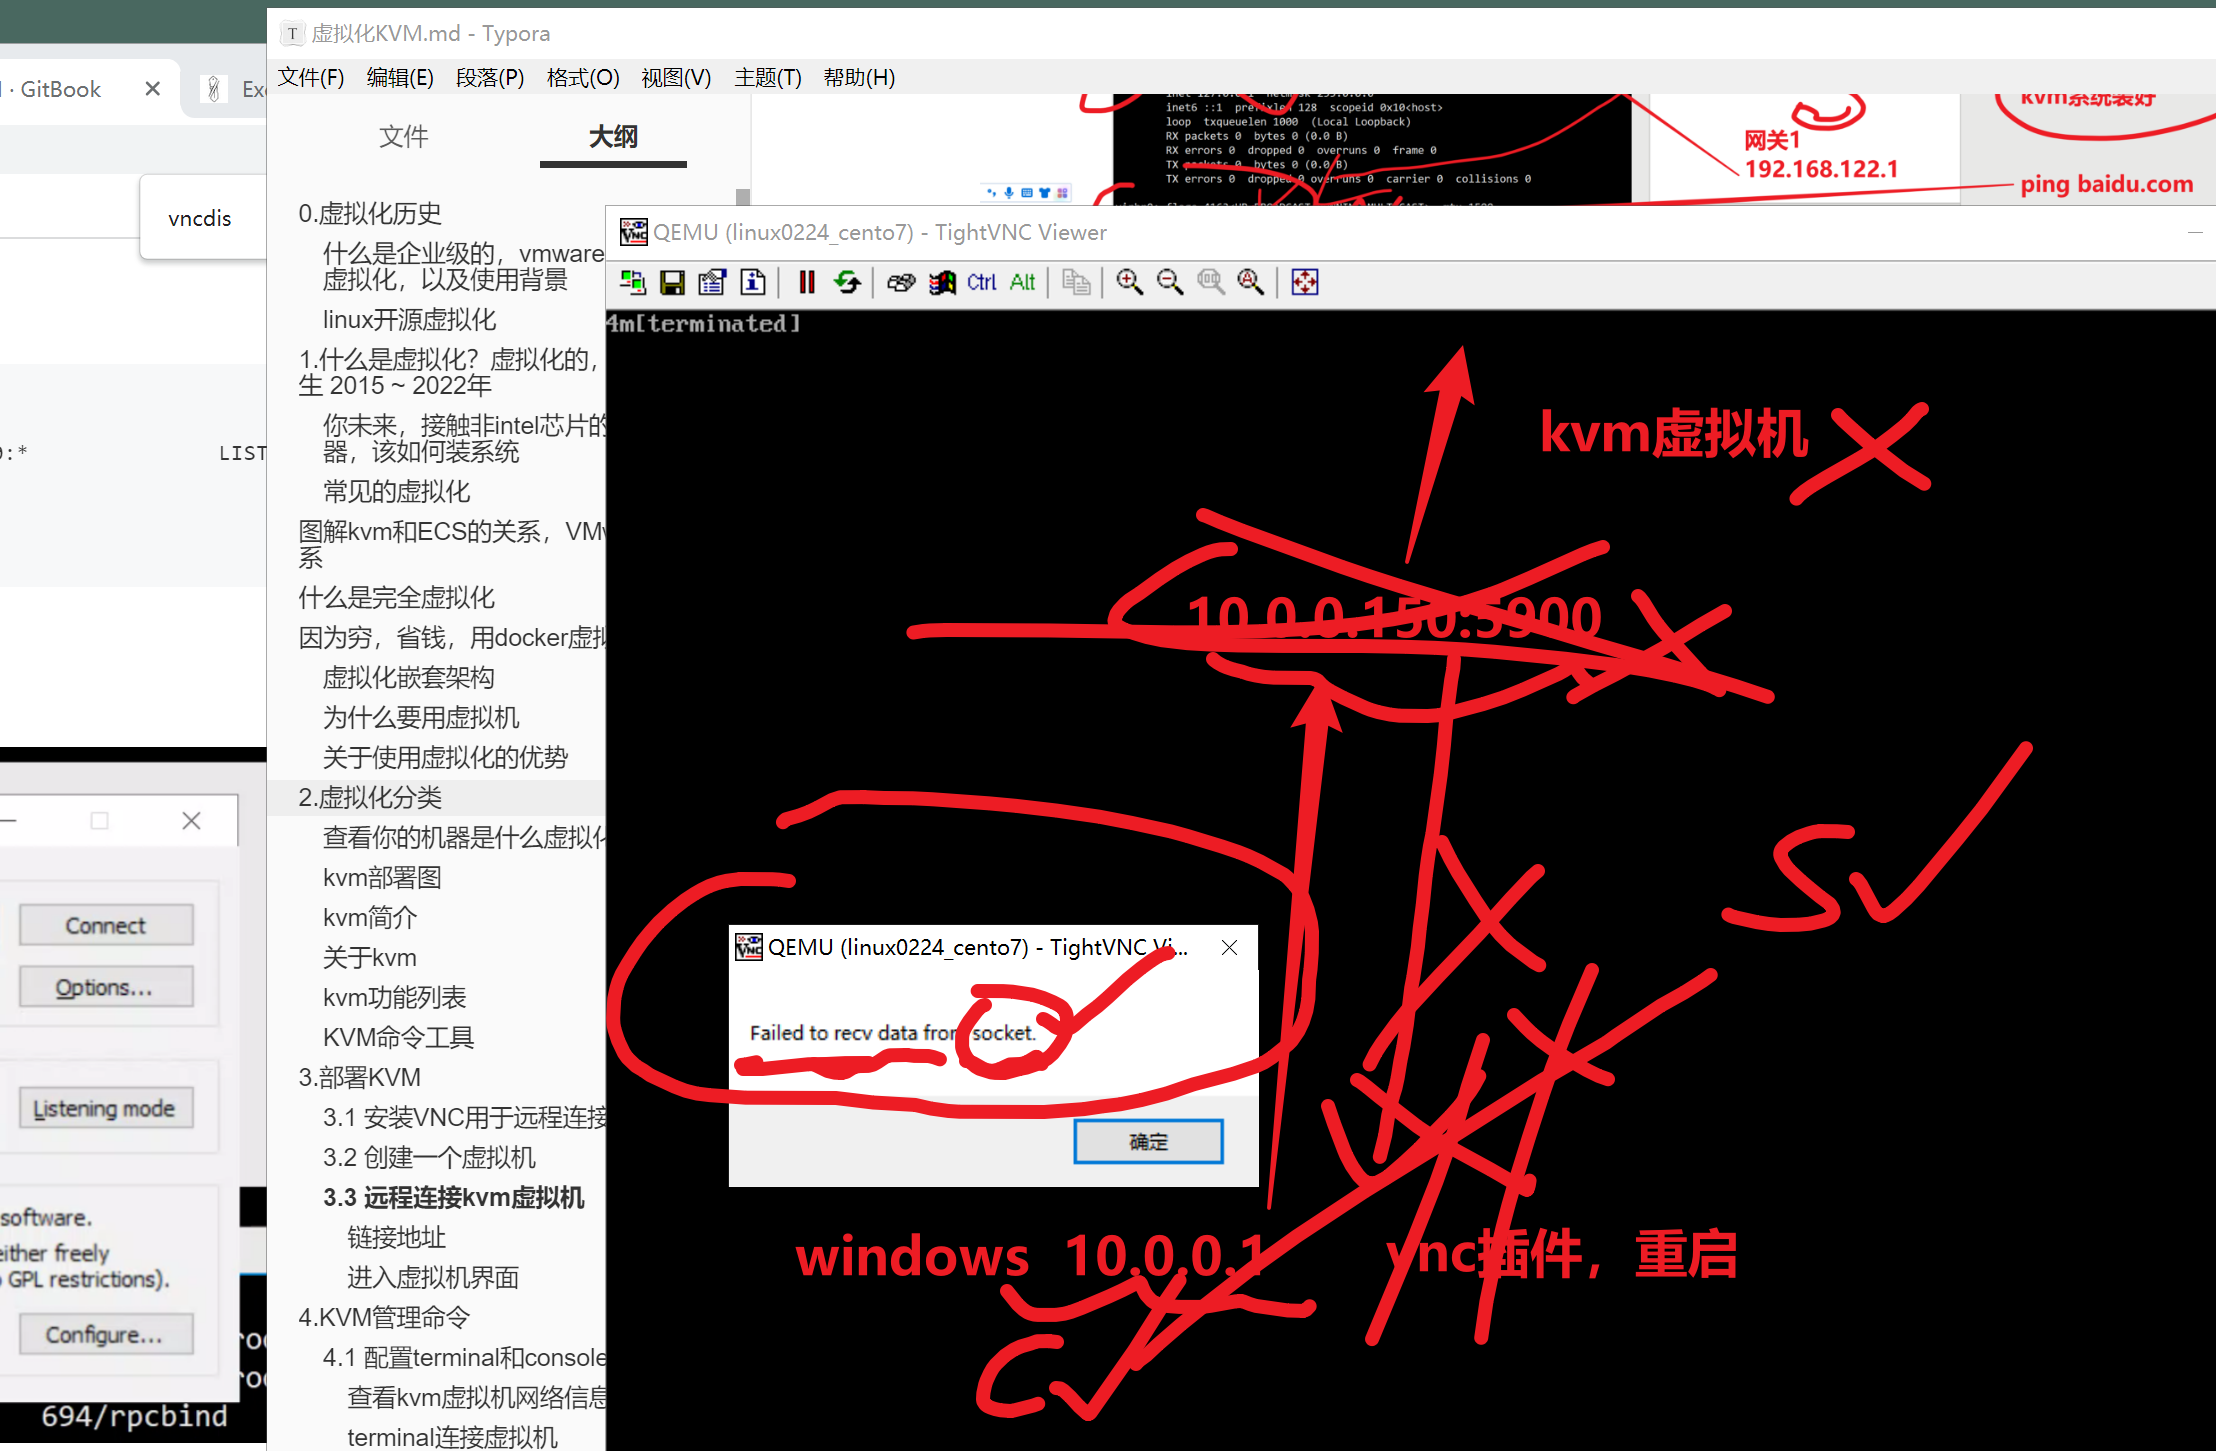 虚拟化KVM.md - Typora
· GitBook
文件(F) 编辑(E) 段落(P) 格式(O) 视图(V) 主题(T) 帮助(H)
文件
大纲
inet6 ::1 prefixlen 128 scopeid 0x10<host>
loop txqueuelen 1000 (Local Loopback)
RX packets 0 bytes 0 (0.0 B)
RX errors 0 dropped 0 overruns 0 frame 0
TX packets 0 bytes 0 (0.0 B)
TX errors 0 dropped 0 overruns 0 carrier 0 collisions 0
kvm系统装好
网关1
192.168.122.1
ping baidu.com
vncdis
LIST
0.虚拟化历史
什么是企业级的，vmware
虚拟化，以及使用背景
linux开源虚拟化
1.什么是虚拟化？虚拟化的，
生 2015 ~ 2022年
你未来，接触非intel芯片的
器，该如何装系统
常见的虚拟化
图解kvm和ECS的关系，VM
系
什么是完全虚拟化
因为穷，省钱，用docker虚拟
虚拟化嵌套架构
为什么要用虚拟机
关于使用虚拟化的优势
2.虚拟化分类
查看你的机器是什么虚拟化
kvm部署图
kvm简介
关于kvm
kvm功能列表
KVM命令工具
3.部署KVM
3.1 安装VNC用于远程连接
3.2 创建一个虚拟机
3.3 远程连接kvm虚拟机
链接地址
进入虚拟机界面
4.KVM管理命令
4.1 配置terminal和console
查看kvm虚拟机网络信息
terminal连接虚拟机
QEMU (linux0224_cento7) - TightVNC Viewer
Ctrl Alt
4m[terminated]
kvm虚拟机
10.0.0.150:5900
S
QEMU (linux0224_cento7) - TightVNC Vi...
Failed to recv data from socket.
确定
windows 10.0.0.1
vnc插件，重启
C
Connect
Options...
Listening mode
software.
either freely
GPL restrictions).
Configure...
694/rpcbind